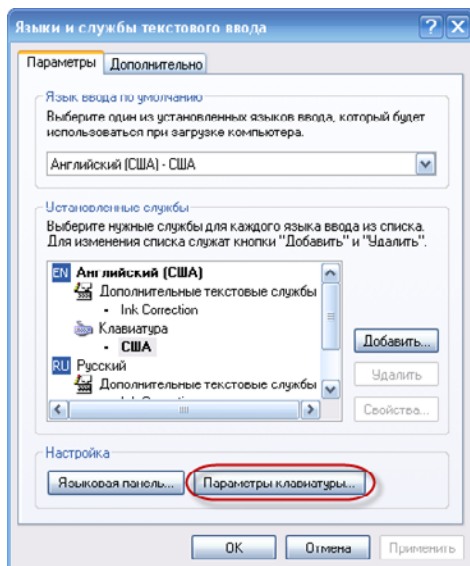 Языки и службы текстового ввода
Параметры Дополнительно
Язык ввода по умолчанию
Выберите один из установленных языков ввода, который будет
использоваться при загрузке компьютера.
Английский (США) - США
Установленные службы
Выберите нужные службы для каждого языка ввода из списка.
Для изменения списка служат кнопки "Добавить" и "Удалить".
EN Английский (США)
Дополнительные текстовые службы
• Ink Correction
Клавиатура
• США
RU Русский
Дополнительные текстовые службы
Добавить...
Удалить
Свойства...
Настройка
Языковая панель... Параметры клавиатуры...
OK Отмена Применить